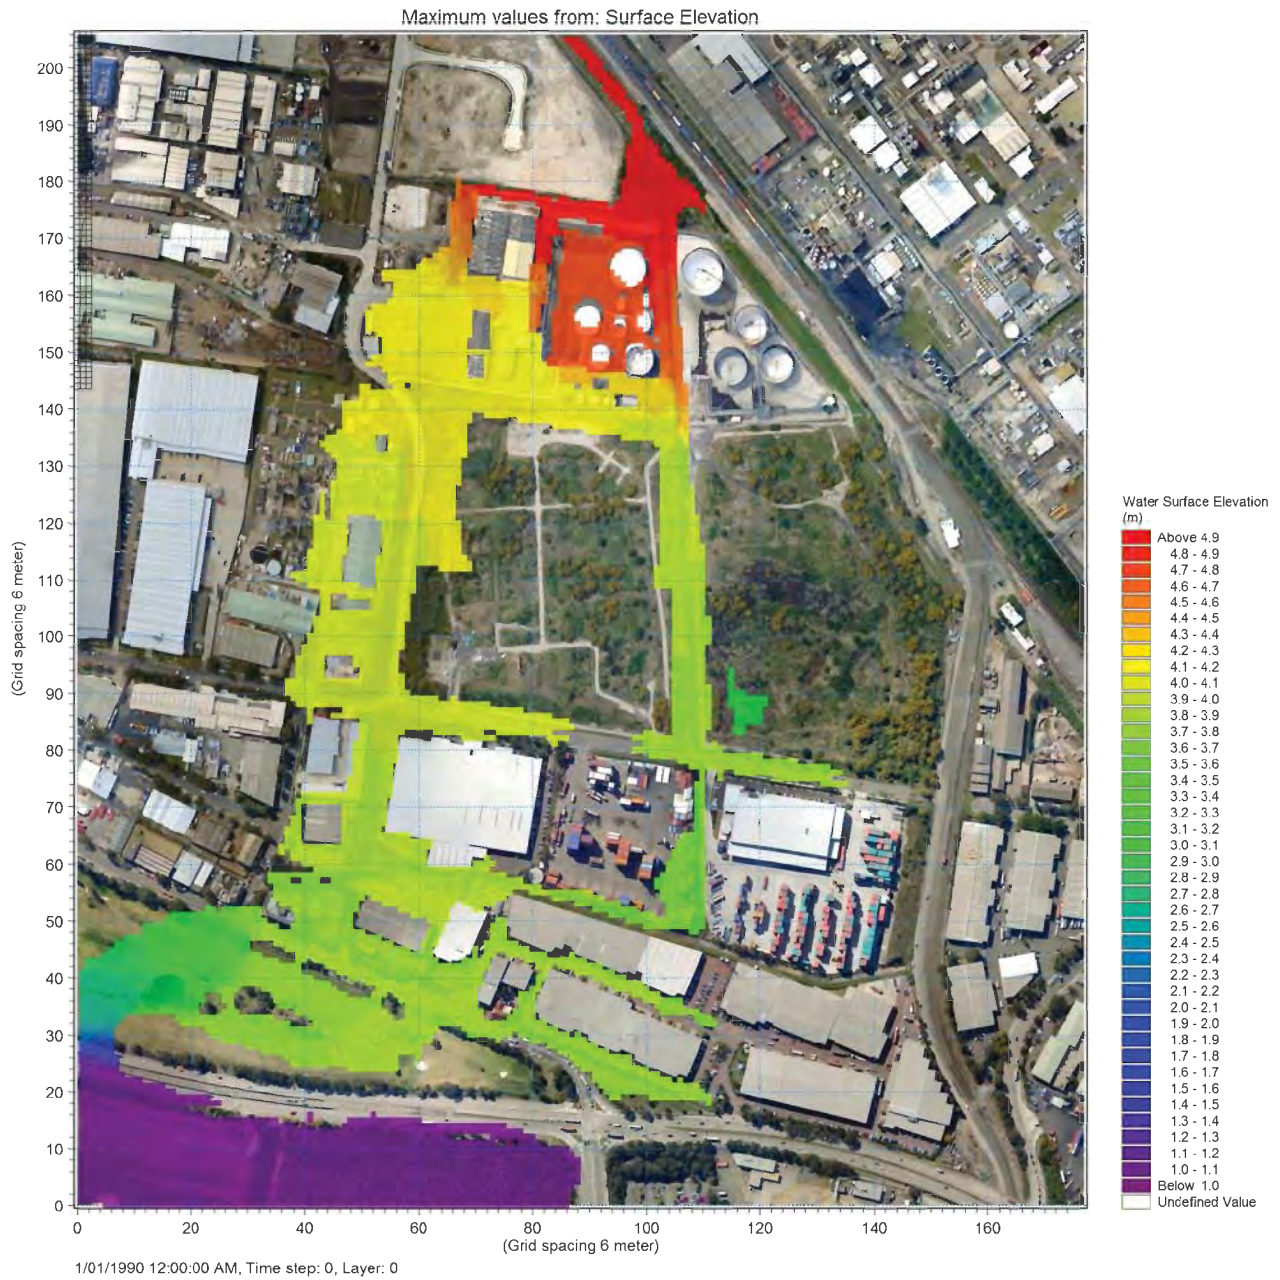 Maximum values from: Surface Elevation
200
190
180
170
160
150
140
130
120
110
100
90
80
70
60
50
40
30
20
10
0
(Grid spacing 6 meter)
0 20 40 60 80 100 120 140 160
(Grid spacing 6 meter)
1/01/1990 12:00:00 AM, Time step: 0, Layer: 0
Water Surface Elevation
(m)
Above 4.9
4.8 - 4.9
4.7 - 4.8
4.6 - 4.7
4.5 - 4.6
4.4 - 4.5
4.3 - 4.4
4.2 - 4.3
4.1 - 4.2
4.0 - 4.1
3.9 - 4.0
3.8 - 3.9
3.7 - 3.8
3.6 - 3.7
3.5 - 3.6
3.4 - 3.5
3.3 - 3.4
3.2 - 3.3
3.1 - 3.2
3.0 - 3.1
2.9 - 3.0
2.8 - 2.9
2.7 - 2.8
2.6 - 2.7
2.5 - 2.6
2.4 - 2.5
2.3 - 2.4
2.2 - 2.3
2.1 - 2.2
2.0 - 2.1
1.9 - 2.0
1.8 - 1.9
1.7 - 1.8
1.6 - 1.7
1.5 - 1.6
1.4 - 1.5
1.3 - 1.4
1.2 - 1.3
1.1 - 1.2
1.0 - 1.1
Below 1.0
Undefined Value